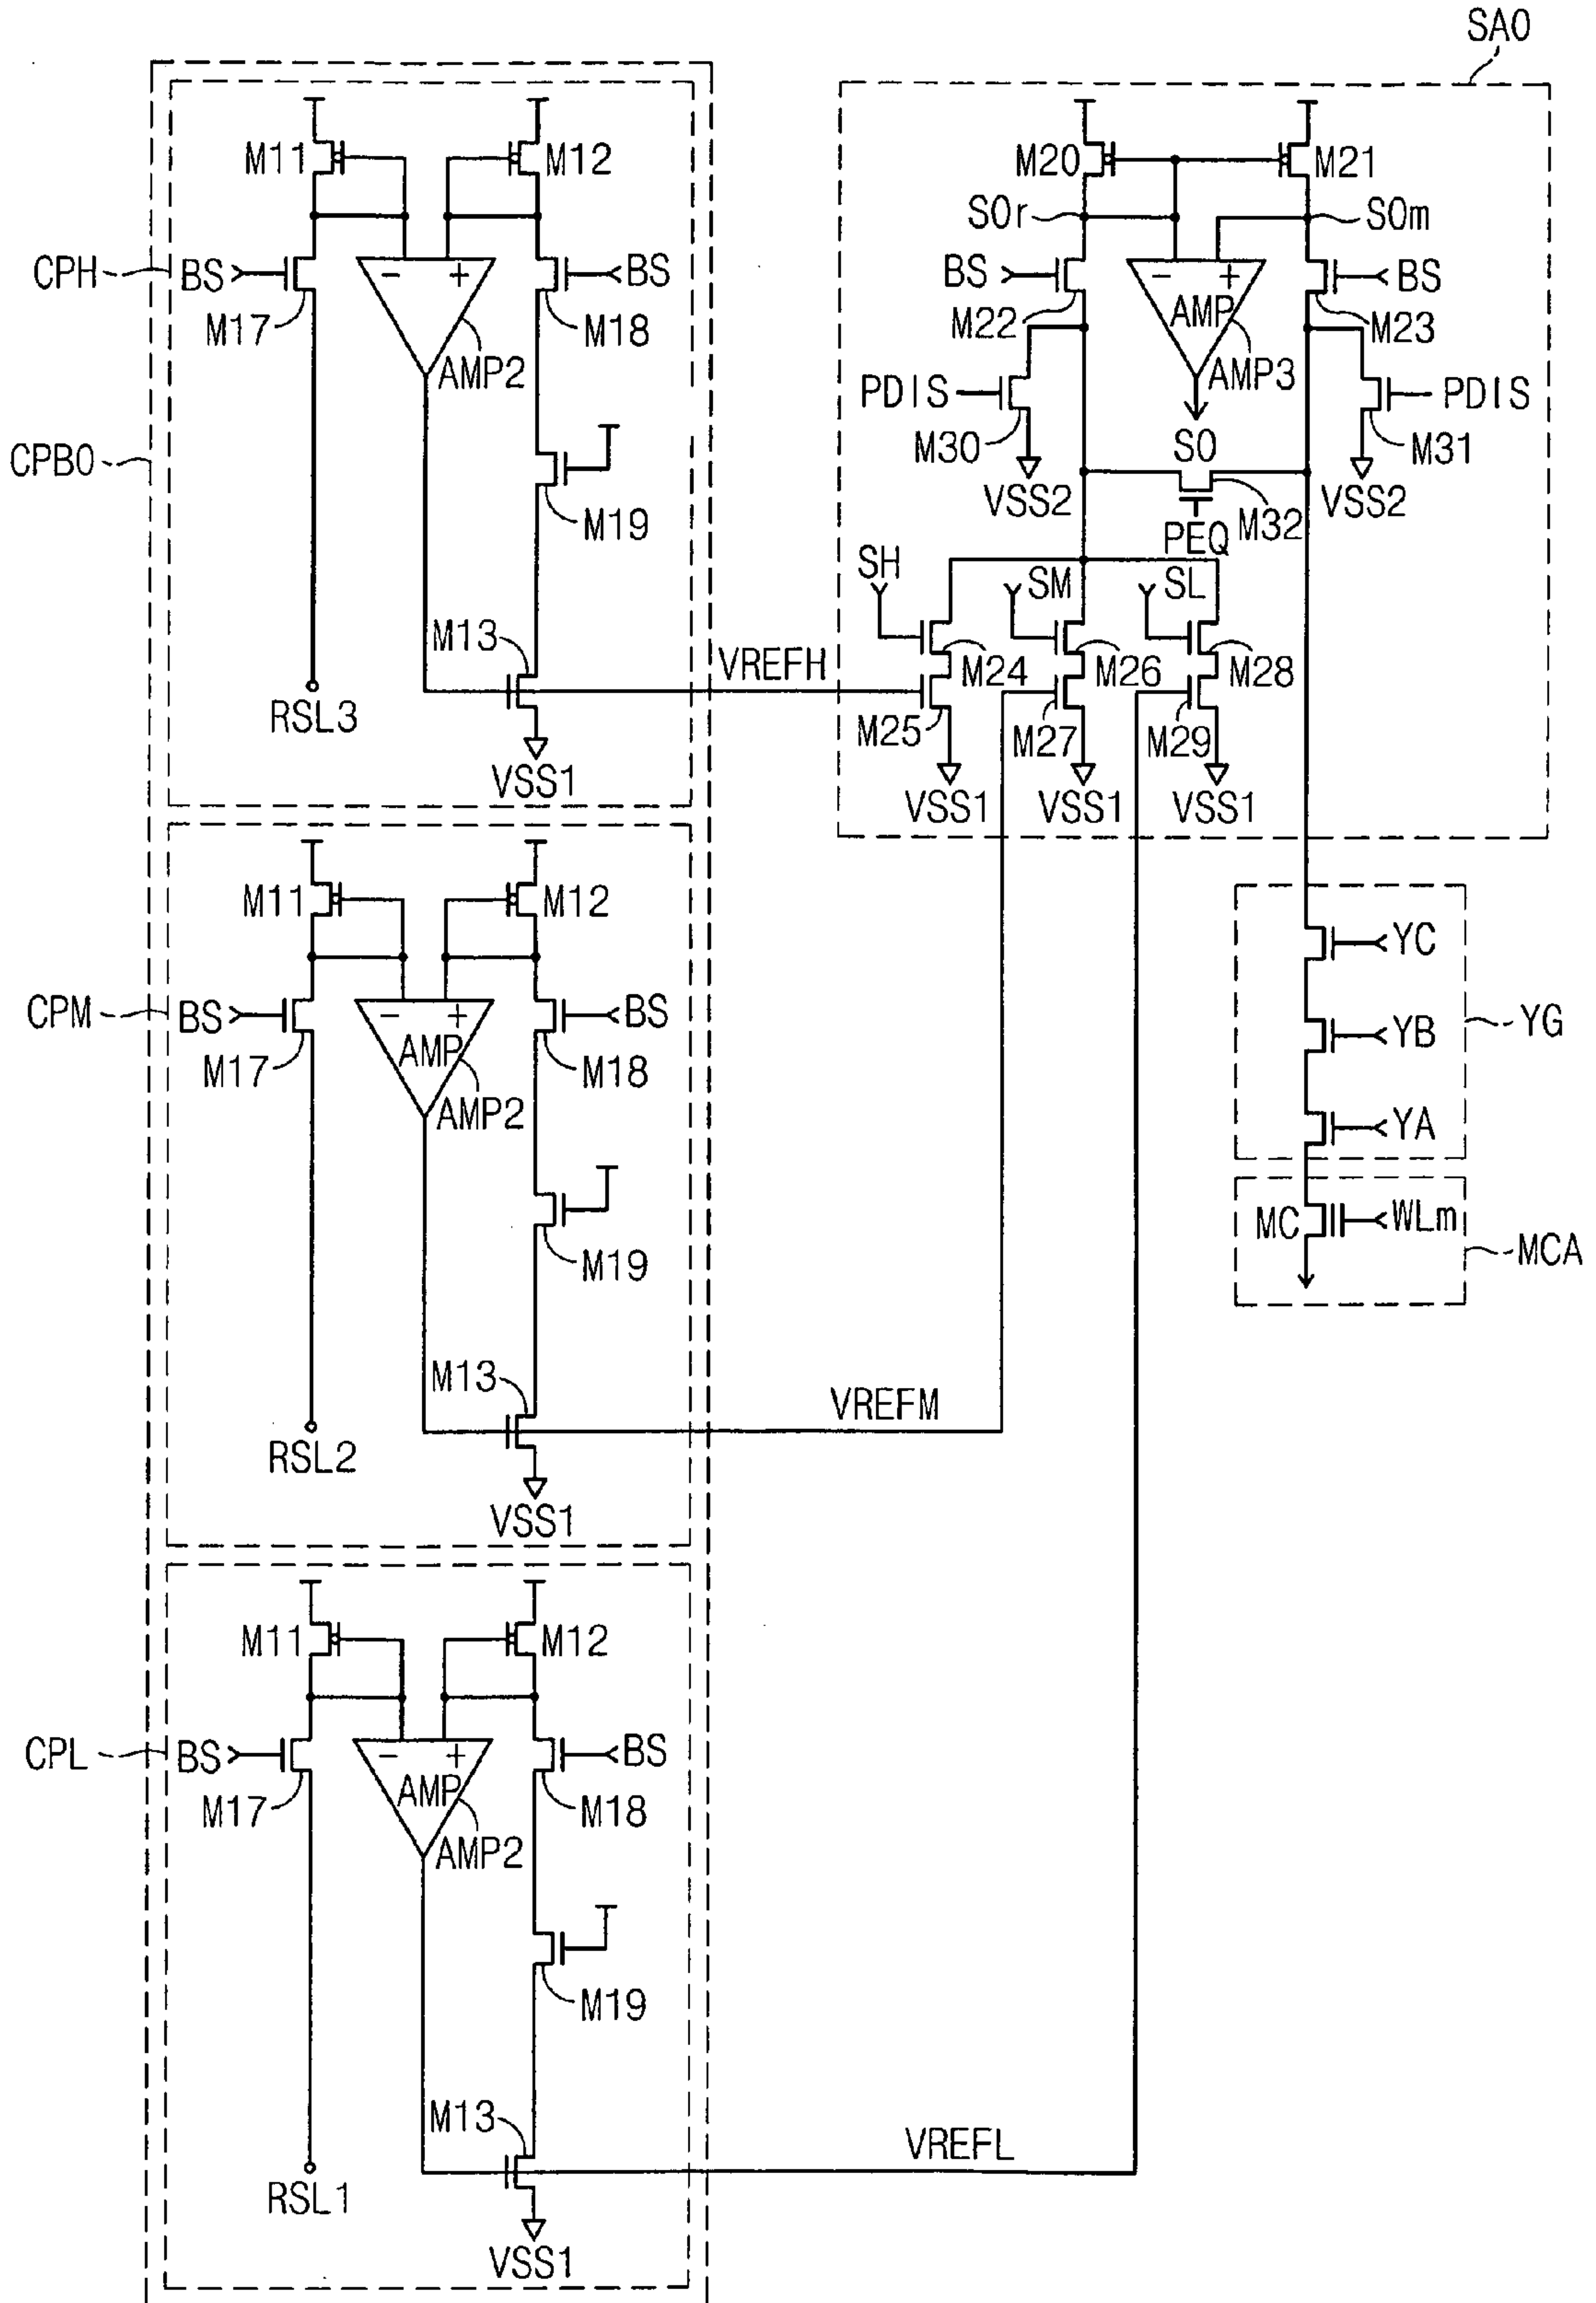 SA0
M11
M12
M20
M21
S0r
S0m
CPH
BS
-
+
BS
BS
-
+
BS
M17
M18
M22
AMP
M23
AMP2
AMP3
PDIS
PDIS
CPB0
M30
S0
M31
VSS2
VSS2
M19
M32
PEQ
SH
SM
SL
M13
VREFH
M24
M26
M28
RSL3
M25
M27
M29
VSS1
VSS1
VSS1
VSS1
M11
M12
YC
CPM
BS
-
+
BS
YB
YG
AMP
M17
M18
AMP2
YA
MC
WLm
MCA
M19
M13
VREFM
RSL2
VSS1
M11
M12
CPL
BS
-
+
BS
AMP
M17
M18
AMP2
M19
M13
VREFL
RSL1
VSS1